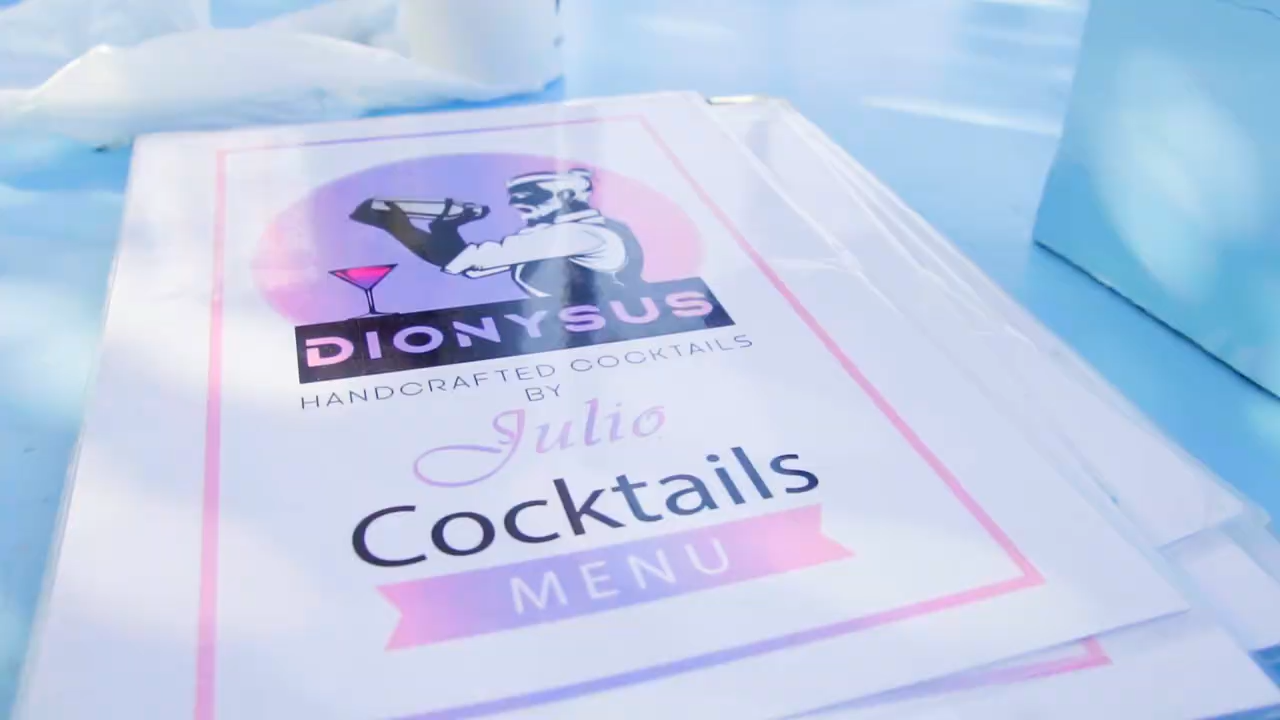 DIONYSUS
HANDCRAFTED COCKTAILS
BY
Julio
Cocktails
MENU